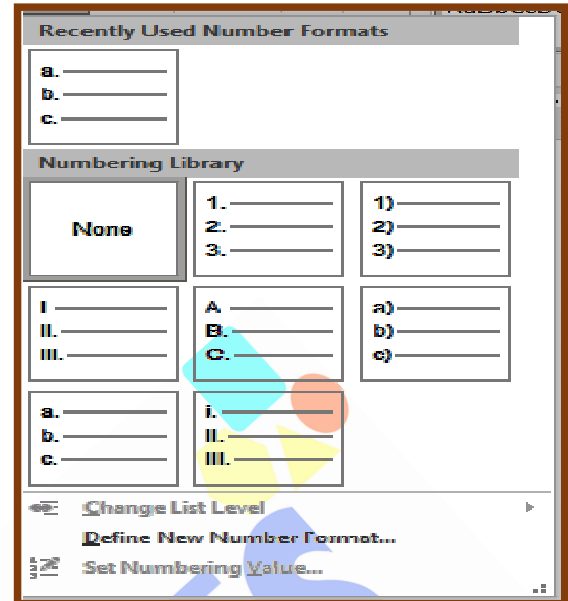 Recently Used Number Formats
a.
b.
c.
Numbering Library
None
1.
2.
3.
1)
2)
3)
I
II.
III.
A.
B.
C.
a)
b)
c)
a.
b.
c.
i.
II.
III.
Change List Level
Define New Number Format...
Set Numbering Value...